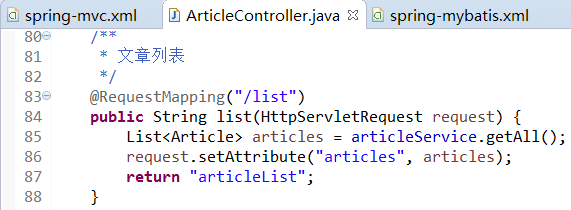 spring-mvc.xml ArticleController.java spring-mybatis.xml
80 /**
81 * 文章列表
82 */
83 @RequestMapping("/list")
84 public String list(HttpServletRequest request) {
85 List<Article> articles = articleService.getAll();
86 request.setAttribute("articles", articles);
87 return "articleList";
88 }